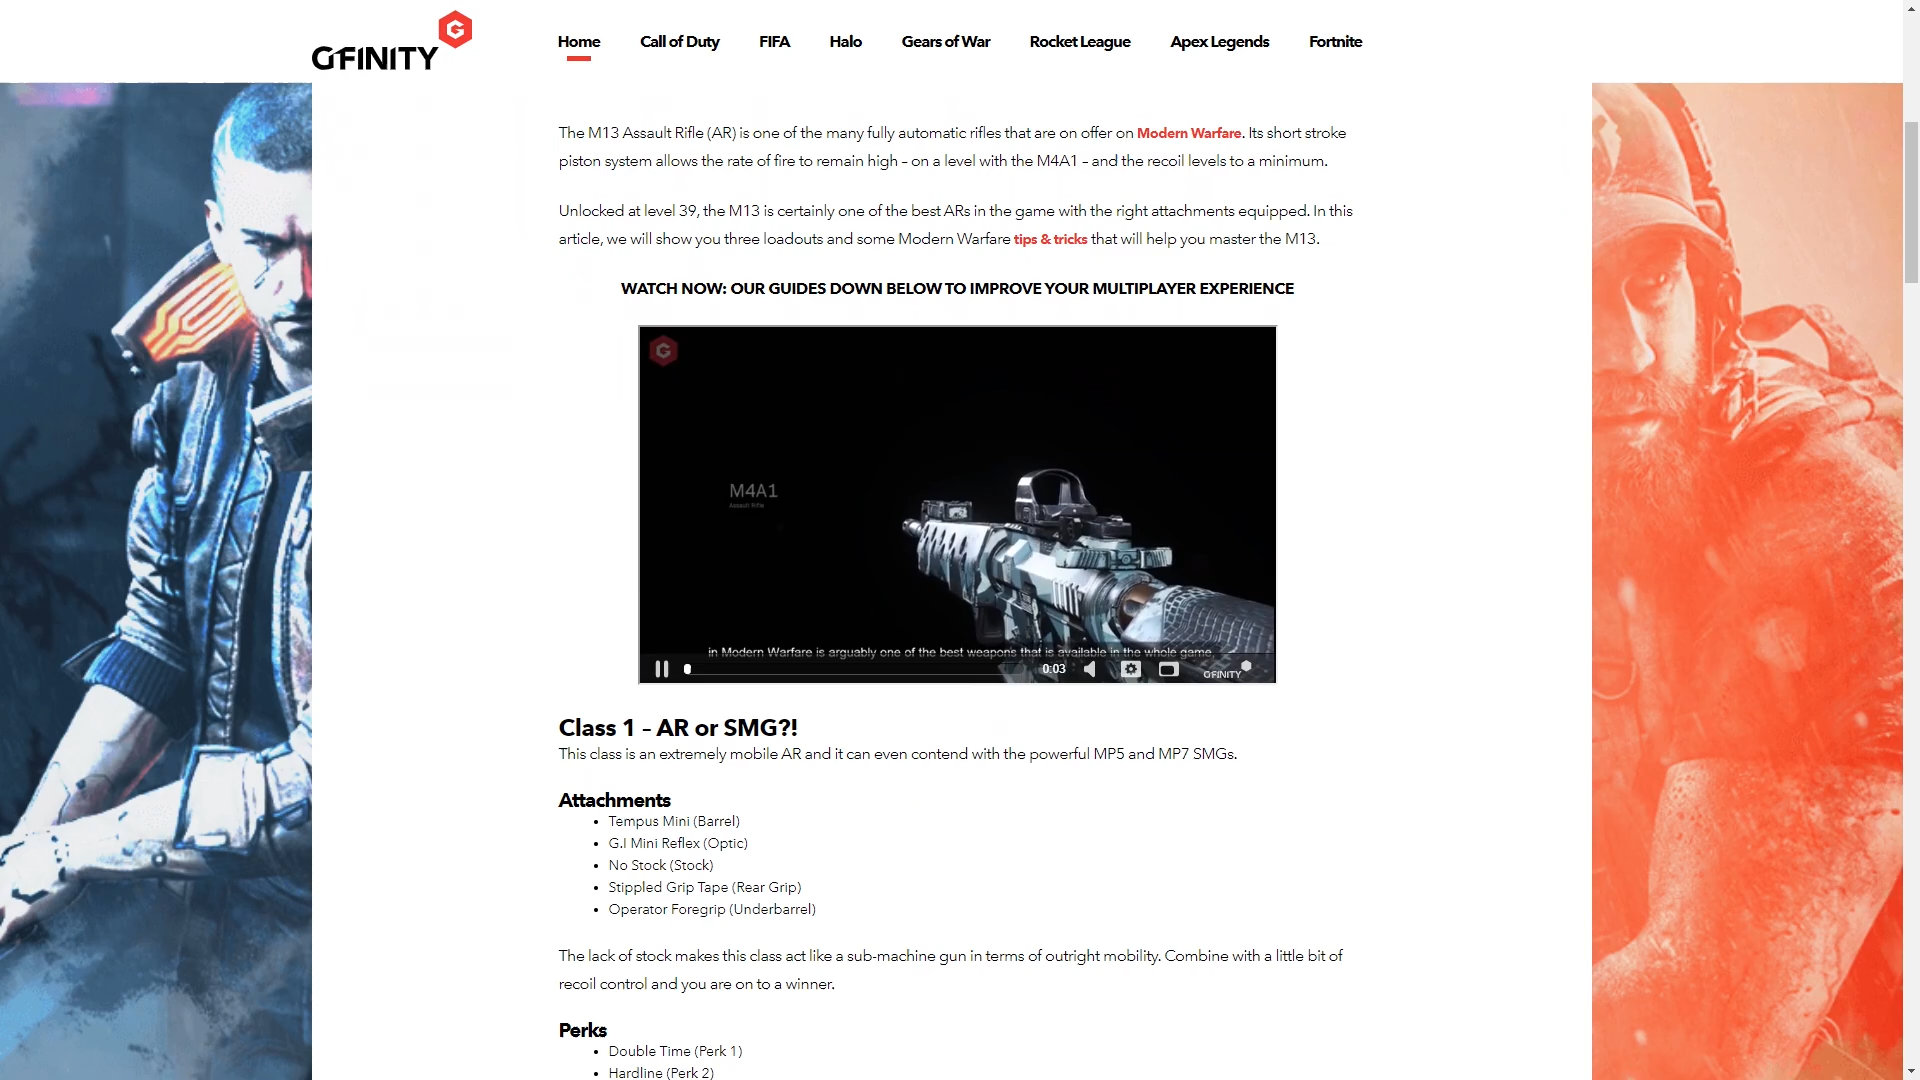 GFINITY
Home Call of Duty FIFA Halo Gears of War Rocket League Apex Legends Fortnite
The M13 Assault Rifle (AR) is one of the many fully automatic rifles that are on offer on Modern Warfare. Its short stroke
piston system allows the rate of fire to remain high – on a level with the M4A1 – and the recoil levels to a minimum.
Unlocked at level 39, the M13 is certainly one of the best ARs in the game with the right attachments equipped. In this
article, we will show you three loadouts and some Modern Warfare tips & tricks that will help you master the M13.
WATCH NOW: OUR GUIDES DOWN BELOW TO IMPROVE YOUR MULTIPLAYER EXPERIENCE
M4A1
Assault Rifle
in Modern Warfare is arguably one of the best weapons that is available in the whole game,
0:03
GFINITY
Class 1 – AR or SMG?!
This class is an extremely mobile AR and it can even contend with the powerful MP5 and MP7 SMGs.
Attachments
• Tempus Mini (Barrel)
• G.I Mini Reflex (Optic)
• No Stock (Stock)
• Stippled Grip Tape (Rear Grip)
• Operator Foregrip (Underbarrel)
The lack of stock makes this class act like a sub-machine gun in terms of outright mobility. Combine with a little bit of
recoil control and you are on to a winner.
Perks
• Double Time (Perk 1)
• Hardline (Perk 2)